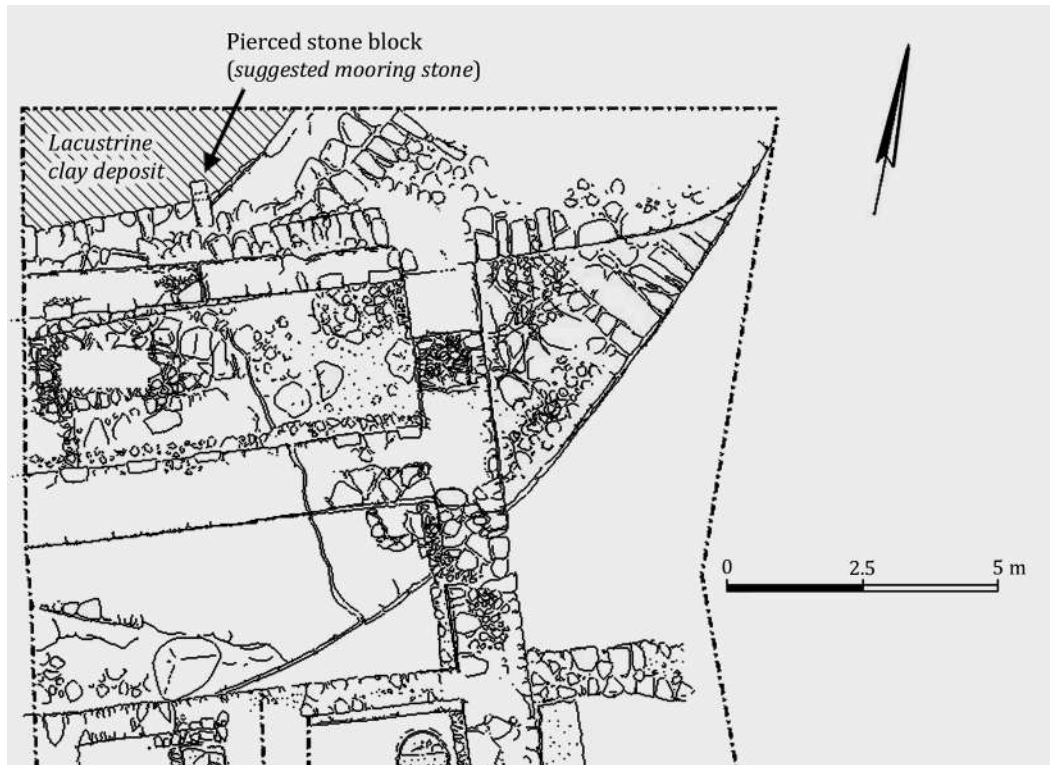 Pierced stone block
(suggested mooring stone)
Lacustrine
clay deposit
0 2.5 5 m